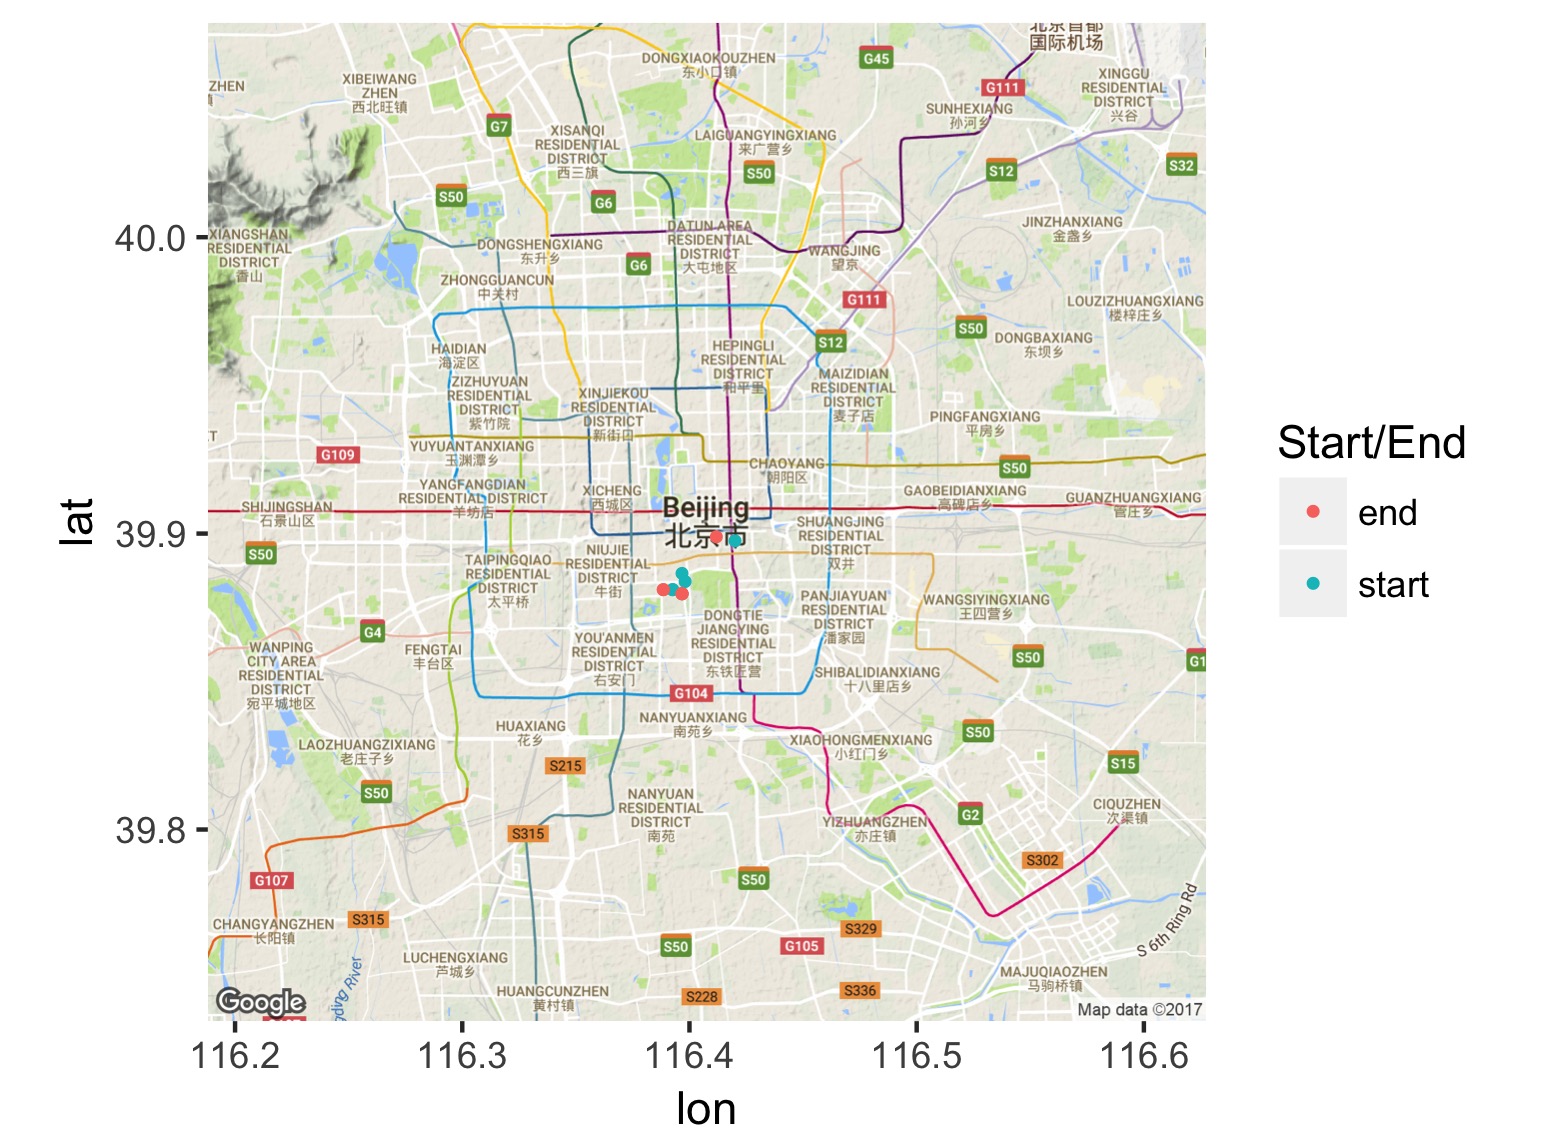 北京首都
国际机场
DONGXIAOKOUZHEN
东小口镇
G45
XIBEIWANG
ZHEN
西北旺镇
ZHEN
G111
XINGGU
RESIDENTIAL
DISTRICT
兴谷
SUNHEXIANG
孙河乡
G7
XISANQI
RESIDENTIAL
DISTRICT
西三旗
LAIGUANGYINGXIANG
来广营乡
S50
S12
S32
S50
G6
XIANGSHAN
RESIDENTIAL
DISTRICT
香山
40.0
DONGSHENGXIANG
东升乡
DATUN AREA
RESIDENTIAL
DISTRICT
大屯地区
G6
WANGJING
望京
JINZHANXIANG
金盏乡
ZHONGGUANCUN
中关村
G111
LOUZIZHUANGXIANG
楼梓庄乡
S50
S12
DONGBAXIANG
东坝乡
HAIDIAN
海淀区
HEPINGLI
RESIDENTIAL
DISTRICT
和平里
ZIZHUYUAN
RESIDENTIAL
DISTRICT
紫竹院
XINJIEKOU
RESIDENTIAL
DISTRICT
新街口
MAIZIDIAN
RESIDENTIAL
DISTRICT
麦子店
PINGFANGXIANG
平房乡
T
G109
YUYUANTANXIANG
玉渊潭乡
CHAOYANG
朝阳区
S50
YANGFANGDIAN
RESIDENTIAL DISTRICT
羊坊店
XICHENG
西城区
GAOBEIDIANXIANG
高碑店乡
GUANZHUANGXIANG
管庄乡
SHIJINGSHAN
石景山区
Beijing
北京市
39.9
S50
SHUANGJING
RESIDENTIAL
DISTRICT
双井
TAIPINGQIAO
RESIDENTIAL
DISTRICT
太平桥
NIUJIE
RESIDENTIAL
DISTRICT
牛街
PANJIAYUAN
RESIDENTIAL
DISTRICT
潘家园
WANGSIYINGXIANG
王四营乡
DONGTIE
JIANGYING
RESIDENTIAL
DISTRICT
东铁匠营
G4
FENGTAI
丰台区
YOU'ANMEN
RESIDENTIAL
DISTRICT
右安门
WANPING
CITY AREA
RESIDENTIAL
DISTRICT
宛平城地区
S50
G1
SHIBALIDIANXIANG
十八里店乡
G104
HUAXIANG
花乡
NANYUANXIANG
南苑乡
S50
XIAOHONGMENXIANG
小红门乡
LAOZHUANGZIXIANG
老庄子乡
S215
S15
S50
NANYUAN
RESIDENTIAL
DISTRICT
南苑
CIQUZHEN
次渠镇
G2
YIZHUANGZHEN
亦庄镇
39.8
S315
S302
G107
S50
S315
CHANGYANGZHEN
长阳镇
S329
S50
G105
S 6th Ring Rd
LUCHENGXIANG
芦城乡
MAJUQIAOZHEN
马驹桥镇
HUANGCUNZHEN
黄村镇
S228
S336
ding River
Google
Map data ©2017
116.2
116.3
116.4
116.5
116.6
lon
lat
Start/End
end
start